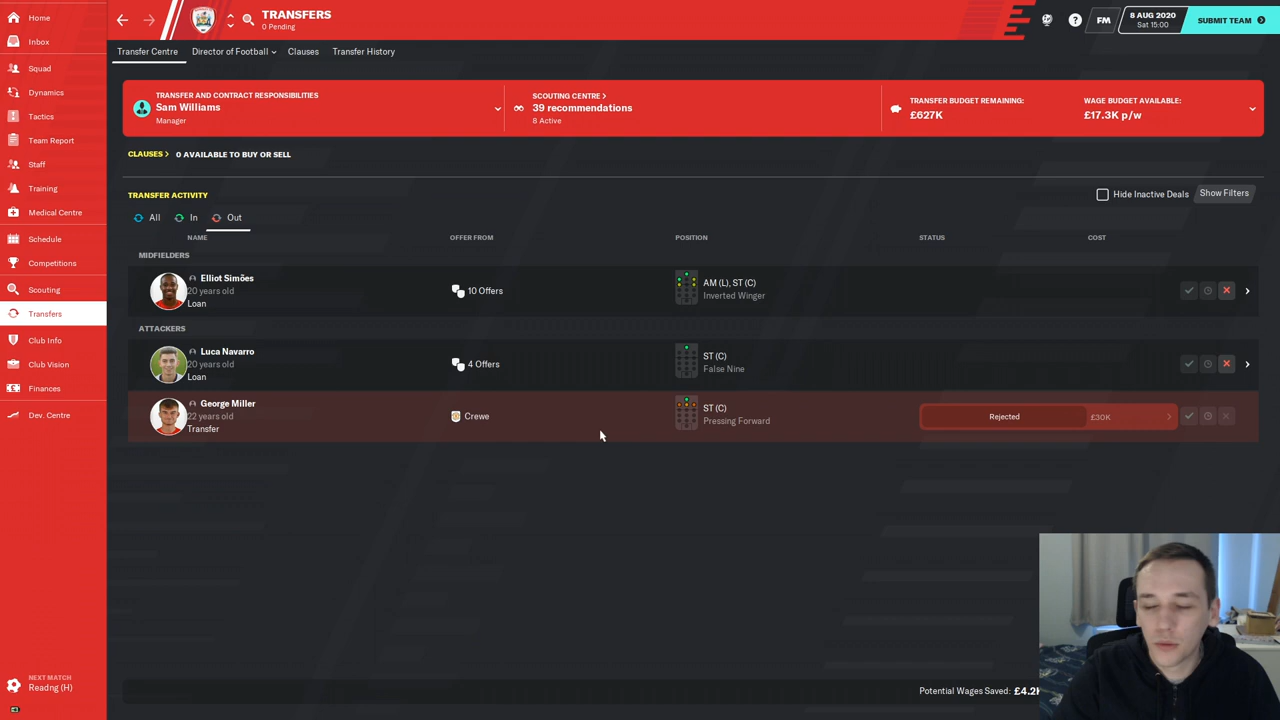 Home
Inbox
Squad
Dynamics
Tactics
Team Report
Staff
Training
Medical Centre
Schedule
Competitions
Scouting
Transfers
Club Info
Club Vision
Finances
Dev. Centre
NEXT MATCH
Readng (H)
TRANSFERS
0 Pending
FM
8 AUG 2020
Sat 15:00
SUBMIT TEAM
Transfer Centre
Director of Football
Clauses
Transfer History
TRANSFER AND CONTRACT RESPONSIBILITIES
Sam Williams
Manager
SCOUTING CENTRE >
39 recommendations
8 Active
TRANSFER BUDGET REMAINING:
£627K
WAGE BUDGET AVAILABLE:
£17.3K p/w
CLAUSES > 0 AVAILABLE TO BUY OR SELL
TRANSFER ACTIVITY
Hide Inactive Deals
Show Filters
All In Out
NAME OFFER FROM POSITION STATUS COST
MIDFIELDERS
Elliot Simões
20 years old
Loan
10 Offers
AM (L), ST (C)
Inverted Winger
ATTACKERS
Luca Navarro
20 years old
Loan
4 Offers
ST (C)
False Nine
George Miller
22 years old
Transfer
Crewe
ST (C)
Pressing Forward
Rejected £30K
Potential Wages Saved: £4.2K